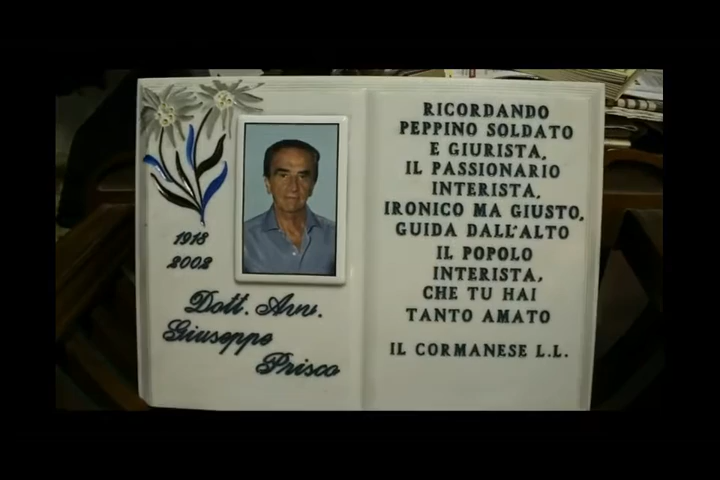 1918
2002
Dott. Avv.
Giuseppe
Prisco
RICORDANDO
PEPPINO SOLDATO
E GIURISTA,
IL PASSIONARIO
INTERISTA,
IRONICO MA GIUSTO,
GUIDA DALL'ALTO
IL POPOLO
INTERISTA,
CHE TU HAI
TANTO AMATO
IL CORMANESE L.L.